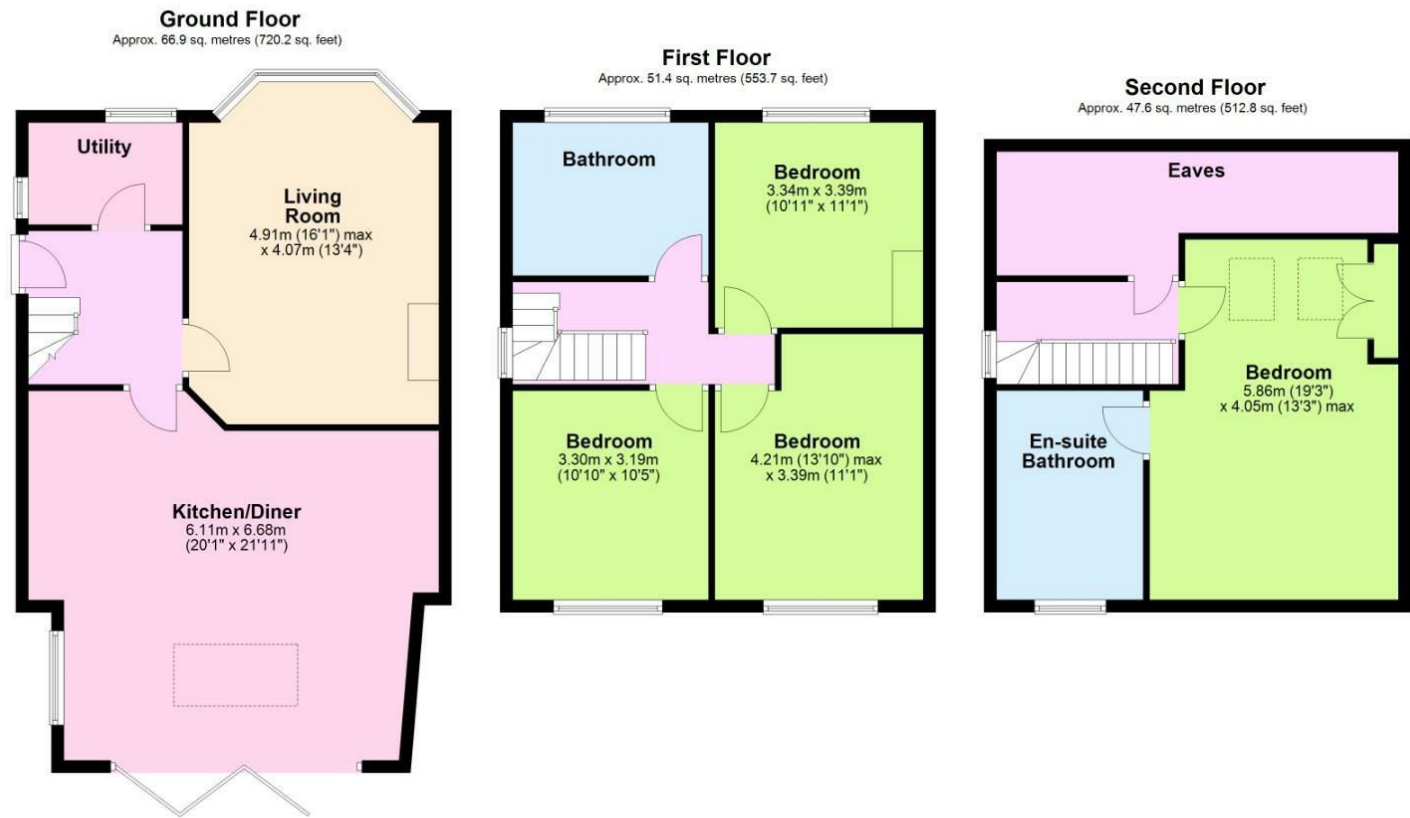 Ground Floor
Approx. 66.9 sq. metres (720.2 sq. feet)
Utility
Living
Room
4.91m (16'1") max
x 4.07m (13'4")
Kitchen/Diner
6.11m x 6.68m
(20'1" x 21'11")
First Floor
Approx. 51.4 sq. metres (553.7 sq. feet)
Bathroom
Bedroom
3.34m x 3.39m
(10'11" x 11'1")
Bedroom
3.30m x 3.19m
(10'10" x 10'5")
Bedroom
4.21m (13'10") max
x 3.39m (11'1")
Second Floor
Approx. 47.6 sq. metres (512.8 sq. feet)
Eaves
Bedroom
5.86m (19'3")
x 4.05m (13'3") max
En-suite
Bathroom